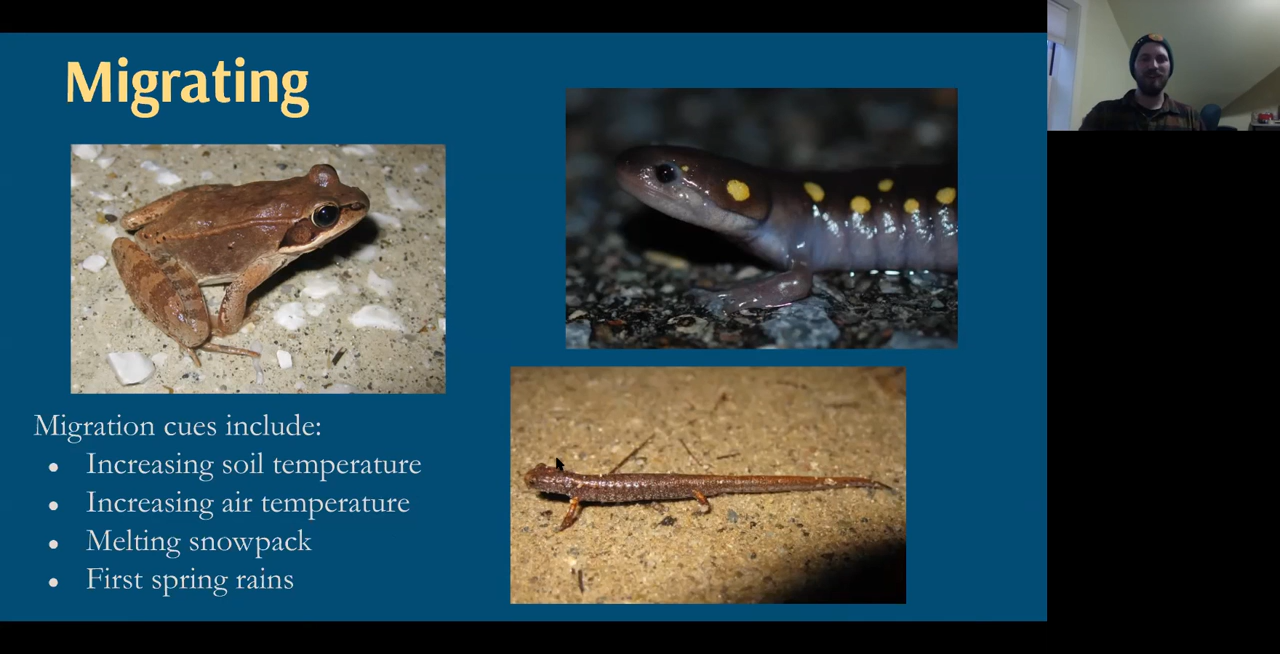 Migrating
Migration cues include:
● Increasing soil temperature
● Increasing air temperature
● Melting snowpack
● First spring rains